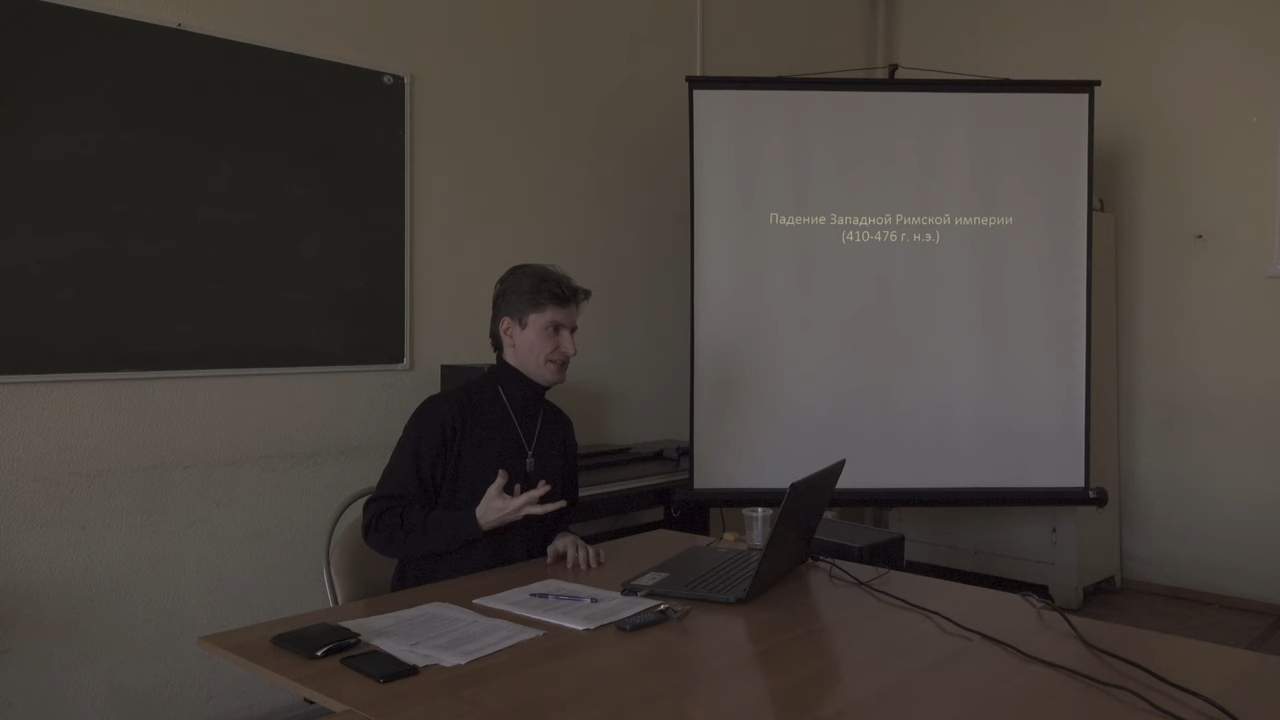 Падение Западной Римской империи
(410-476 г. н.э.)